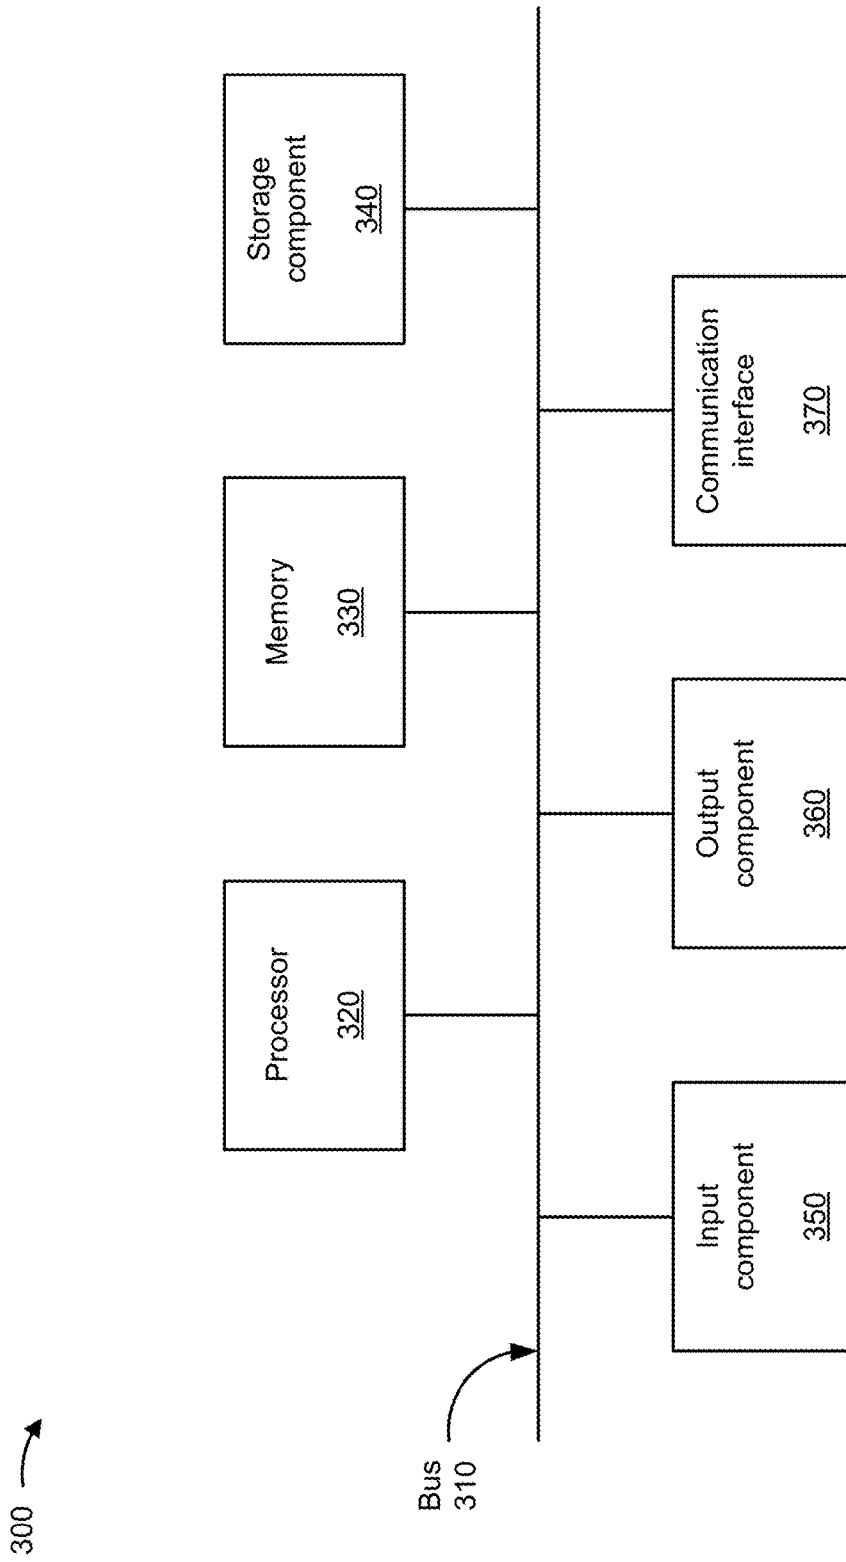 300
Bus
310
Processor
320
Memory
330
Storage
component
340
Input
component
350
Output
component
360
Communication
interface
370